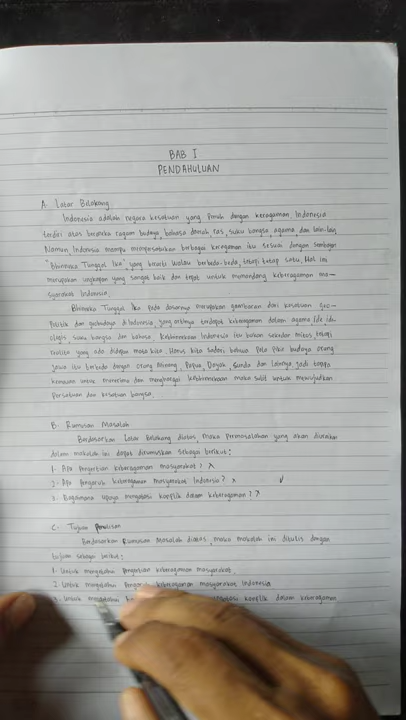 BAB I
PENDAHULUAN
A. Latar Belakang
Indonesia adalah negara kesatuan yang Penuh dengan keragaman, Indonesia
terdiri atas beraneka ragam budaya, bahasa daerah, ras, suku bangsa, agama, dan lain-lain
Namun Indonesia mampu mempersatukan berbagai keragaman itu sesuai dengan Semboyan
"Bhinneka Tunggal Ika" yang berarti walau berbeda-beda, tetapi tetap satu, Hal ini
merupakan ungkapan yang sangat baik dan tepat untuk memandang keberagaman ma-
syarakat Indonesia.
Bhinneka Tunggal Ika pada dasarnya merupakan gambaran dari kesatuan geo-
Politik dan geobudaya di Indonesia, yang artinya terdapat keberagaman dalam agama, ide ide
ologis suku bangsa dan bahasa. Kebhinnekaan Indonesia itu bukan sekedar mitos, tetapi
realita yang ada didepan mata kita. Harus kita Sadari bahwa Pola Pikir budaya orang
Jawa itu berbeda dengan orang Minang, Papua, Dayak, Sunda dan lainnya. Jadi tanpa
kemauan untuk menerima dan menghargai Kebhinnekaan maka Sulit untuk mewujudkan
Persatuan dan kesatuan bangsa.
B. Rumusan Masalah
Berdasarkan Latar Belakang diatas, maka Permasalahan yang akan diuraikan
dalam makalah ini dapat dirumuskan Sebagai berikut:
1. Apa Pengertian keberagaman masyarakat?
2. Apa Pengaruh keberagaman masyarakat Indonesia?
3. Bagaimana upaya mengatasi konflik dalam keberagaman?
C. Tujuan Penulisan
Berdasarkan Rumusan Masalah diatas, maka makalah ini ditulis dengan
tujuan sebagai berikut:
1. Untuk mengetahui Pengertian keberagaman masyarakat,
2. Untuk mengetahui Pengaruh keberagaman masyarakat Indonesia
3. Untuk mengetahui konflik dalam keberagaman